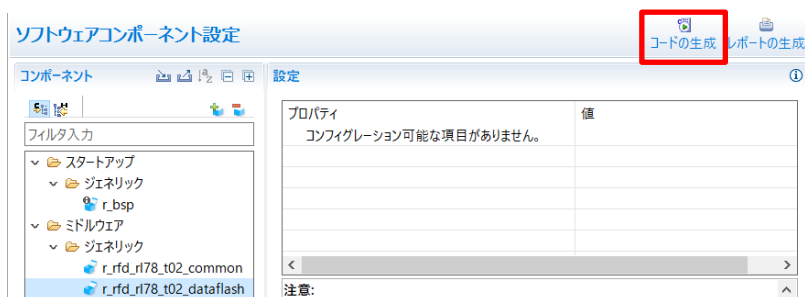 ソフトウェアコンポーネント設定
コードの生成 レポートの生成
コンポーネント
設定
フィルタ入力
スタートアップ
ジェネリック
r_bsp
ミドルウェア
ジェネリック
r_rfd_rl78_t02_common
r_rfd_rl78_t02_dataflash
プロパティ 値
コンフィグレーション可能な項目がありません。
注意: